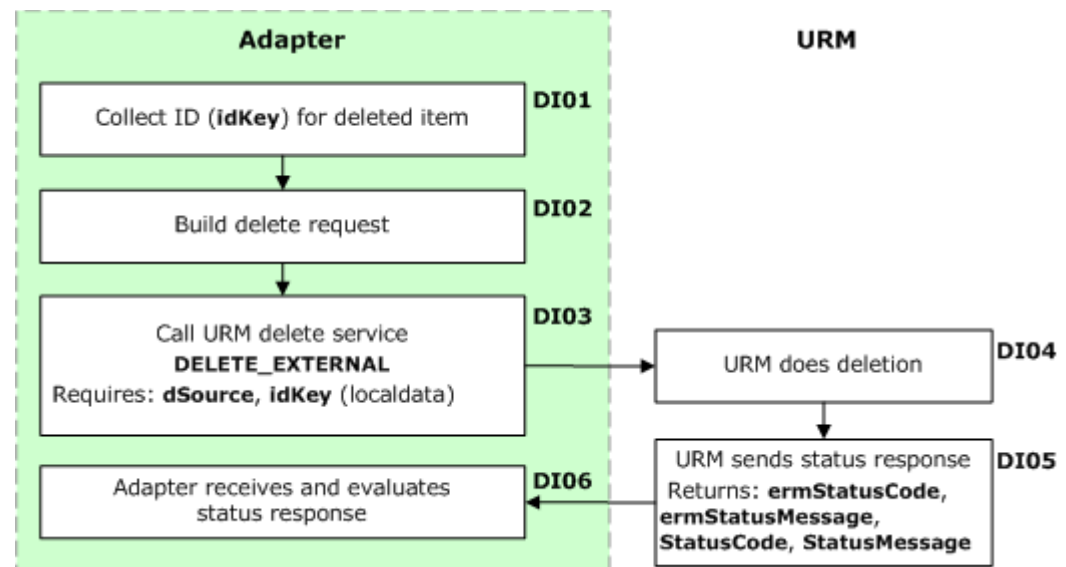 Adapter
URM
Collect ID (idKey) for deleted item
DI01
Build delete request
DI02
Call URM delete service
DELETE_EXTERNAL
Requires: dSource, idKey (localdata)
DI03
URM does deletion
DI04
URM sends status response
Returns: ermStatusCode,
ermStatusMessage,
StatusCode, StatusMessage
DI05
Adapter receives and evaluates
status response
DI06